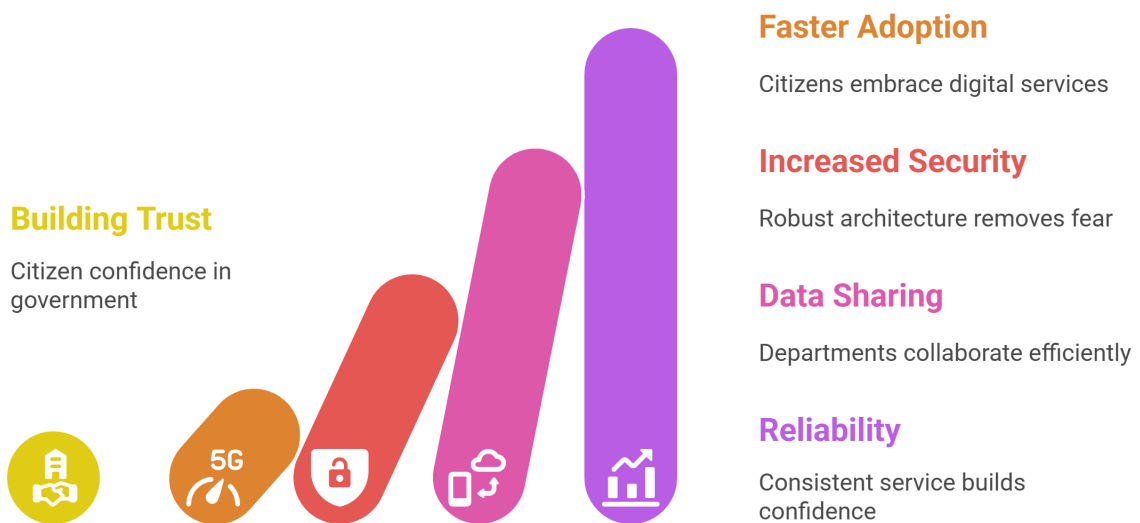 Building Trust
Citizen confidence in
government
5G
Faster Adoption
Citizens embrace digital services
Increased Security
Robust architecture removes fear
Data Sharing
Departments collaborate efficiently
Reliability
Consistent service builds
confidence